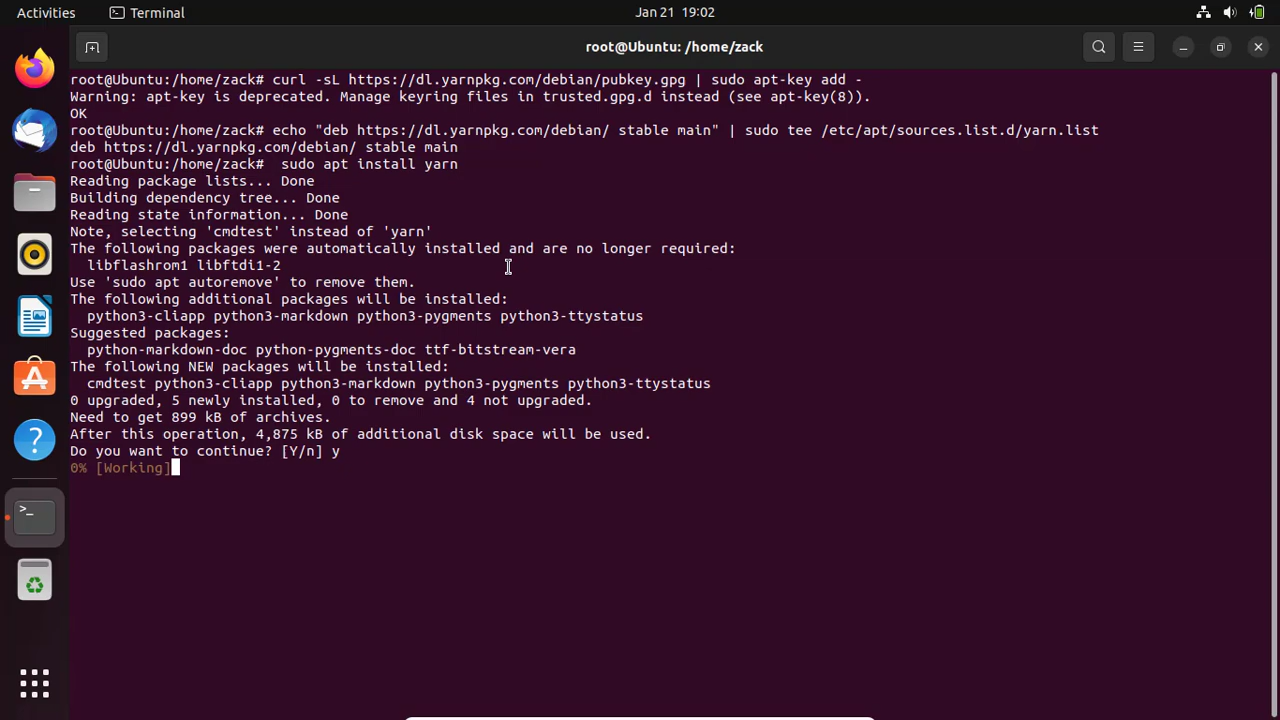 Activities
Terminal
Jan 21 19:02
root@Ubuntu: /home/zack
root@Ubuntu:/home/zack# curl -sL https://dl.yarnpkg.com/debian/pubkey.gpg | sudo apt-key add -
Warning: apt-key is deprecated. Manage keyring files in trusted.gpg.d instead (see apt-key(8)).
OK
root@Ubuntu:/home/zack# echo "deb https://dl.yarnpkg.com/debian/ stable main" | sudo tee /etc/apt/sources.list.d/yarn.list
deb https://dl.yarnpkg.com/debian/ stable main
root@Ubuntu:/home/zack#  sudo apt install yarn
Reading package lists... Done
Building dependency tree... Done
Reading state information... Done
Note, selecting 'cmdtest' instead of 'yarn'
The following packages were automatically installed and are no longer required:
  libflashrom1 libftdi1-2
Use 'sudo apt autoremove' to remove them.
The following additional packages will be installed:
  python3-cliapp python3-markdown python3-pygments python3-ttystatus
Suggested packages:
  python-markdown-doc python-pygments-doc ttf-bitstream-vera
The following NEW packages will be installed:
  cmdtest python3-cliapp python3-markdown python3-pygments python3-ttystatus
0 upgraded, 5 newly installed, 0 to remove and 4 not upgraded.
Need to get 899 kB of archives.
After this operation, 4,875 kB of additional disk space will be used.
Do you want to continue? [Y/n] y
0% [Working]